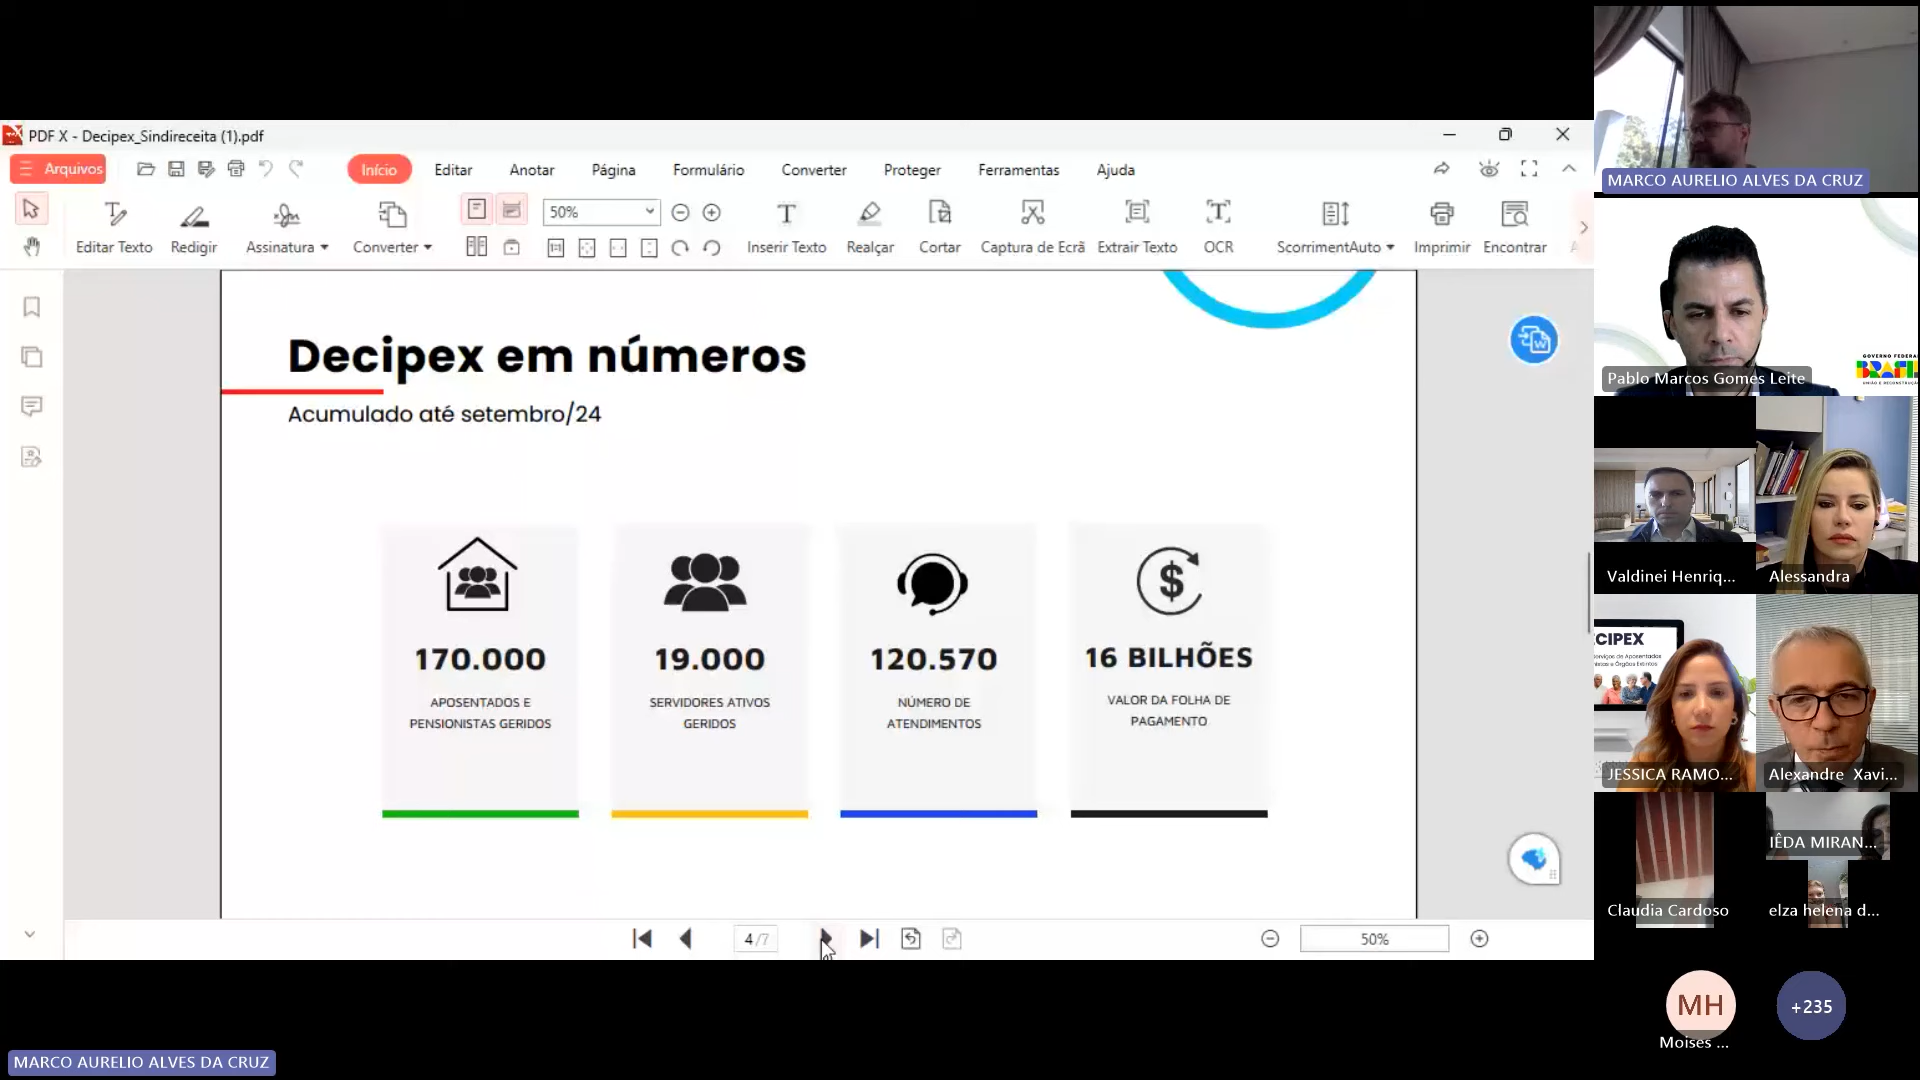 PDF X - Decipex_Sindireceita (1).pdf
Arquivos
Início
Editar
Anotar
Página
Formulário
Converter
Proteger
Ferramentas
Ajuda
50%
Editar Texto
Redigir
Assinatura
Converter
Inserir Texto
Realçar
Cortar
Captura de Ecrã
Extrair Texto
OCR
ScorrimentAuto
Imprimir
Encontrar
Decipex em números
Acumulado até setembro/24
170.000
APOSENTADOS E
PENSIONISTAS GERIDOS
19.000
SERVIDORES ATIVOS
GERIDOS
120.570
NÚMERO DE
ATENDIMENTOS
16 BILHÕES
VALOR DA FOLHA DE
PAGAMENTO
4/7
50%
MARCO AURELIO ALVES DA CRUZ
MARCO AURELIO ALVES DA CRUZ
Pablo Marcos Gomes Leite
GOVERNO FEDERAL
BRASIL
UNIÃO E RECONSTRUÇÃO
Valdinei Henriq...
Alessandra
CIPEX
JESSICA RAMO...
Alexandre Xavi...
Claudia Cardoso
IÊDA MIRAN...
elza helena d...
MH
Moises ...
+235